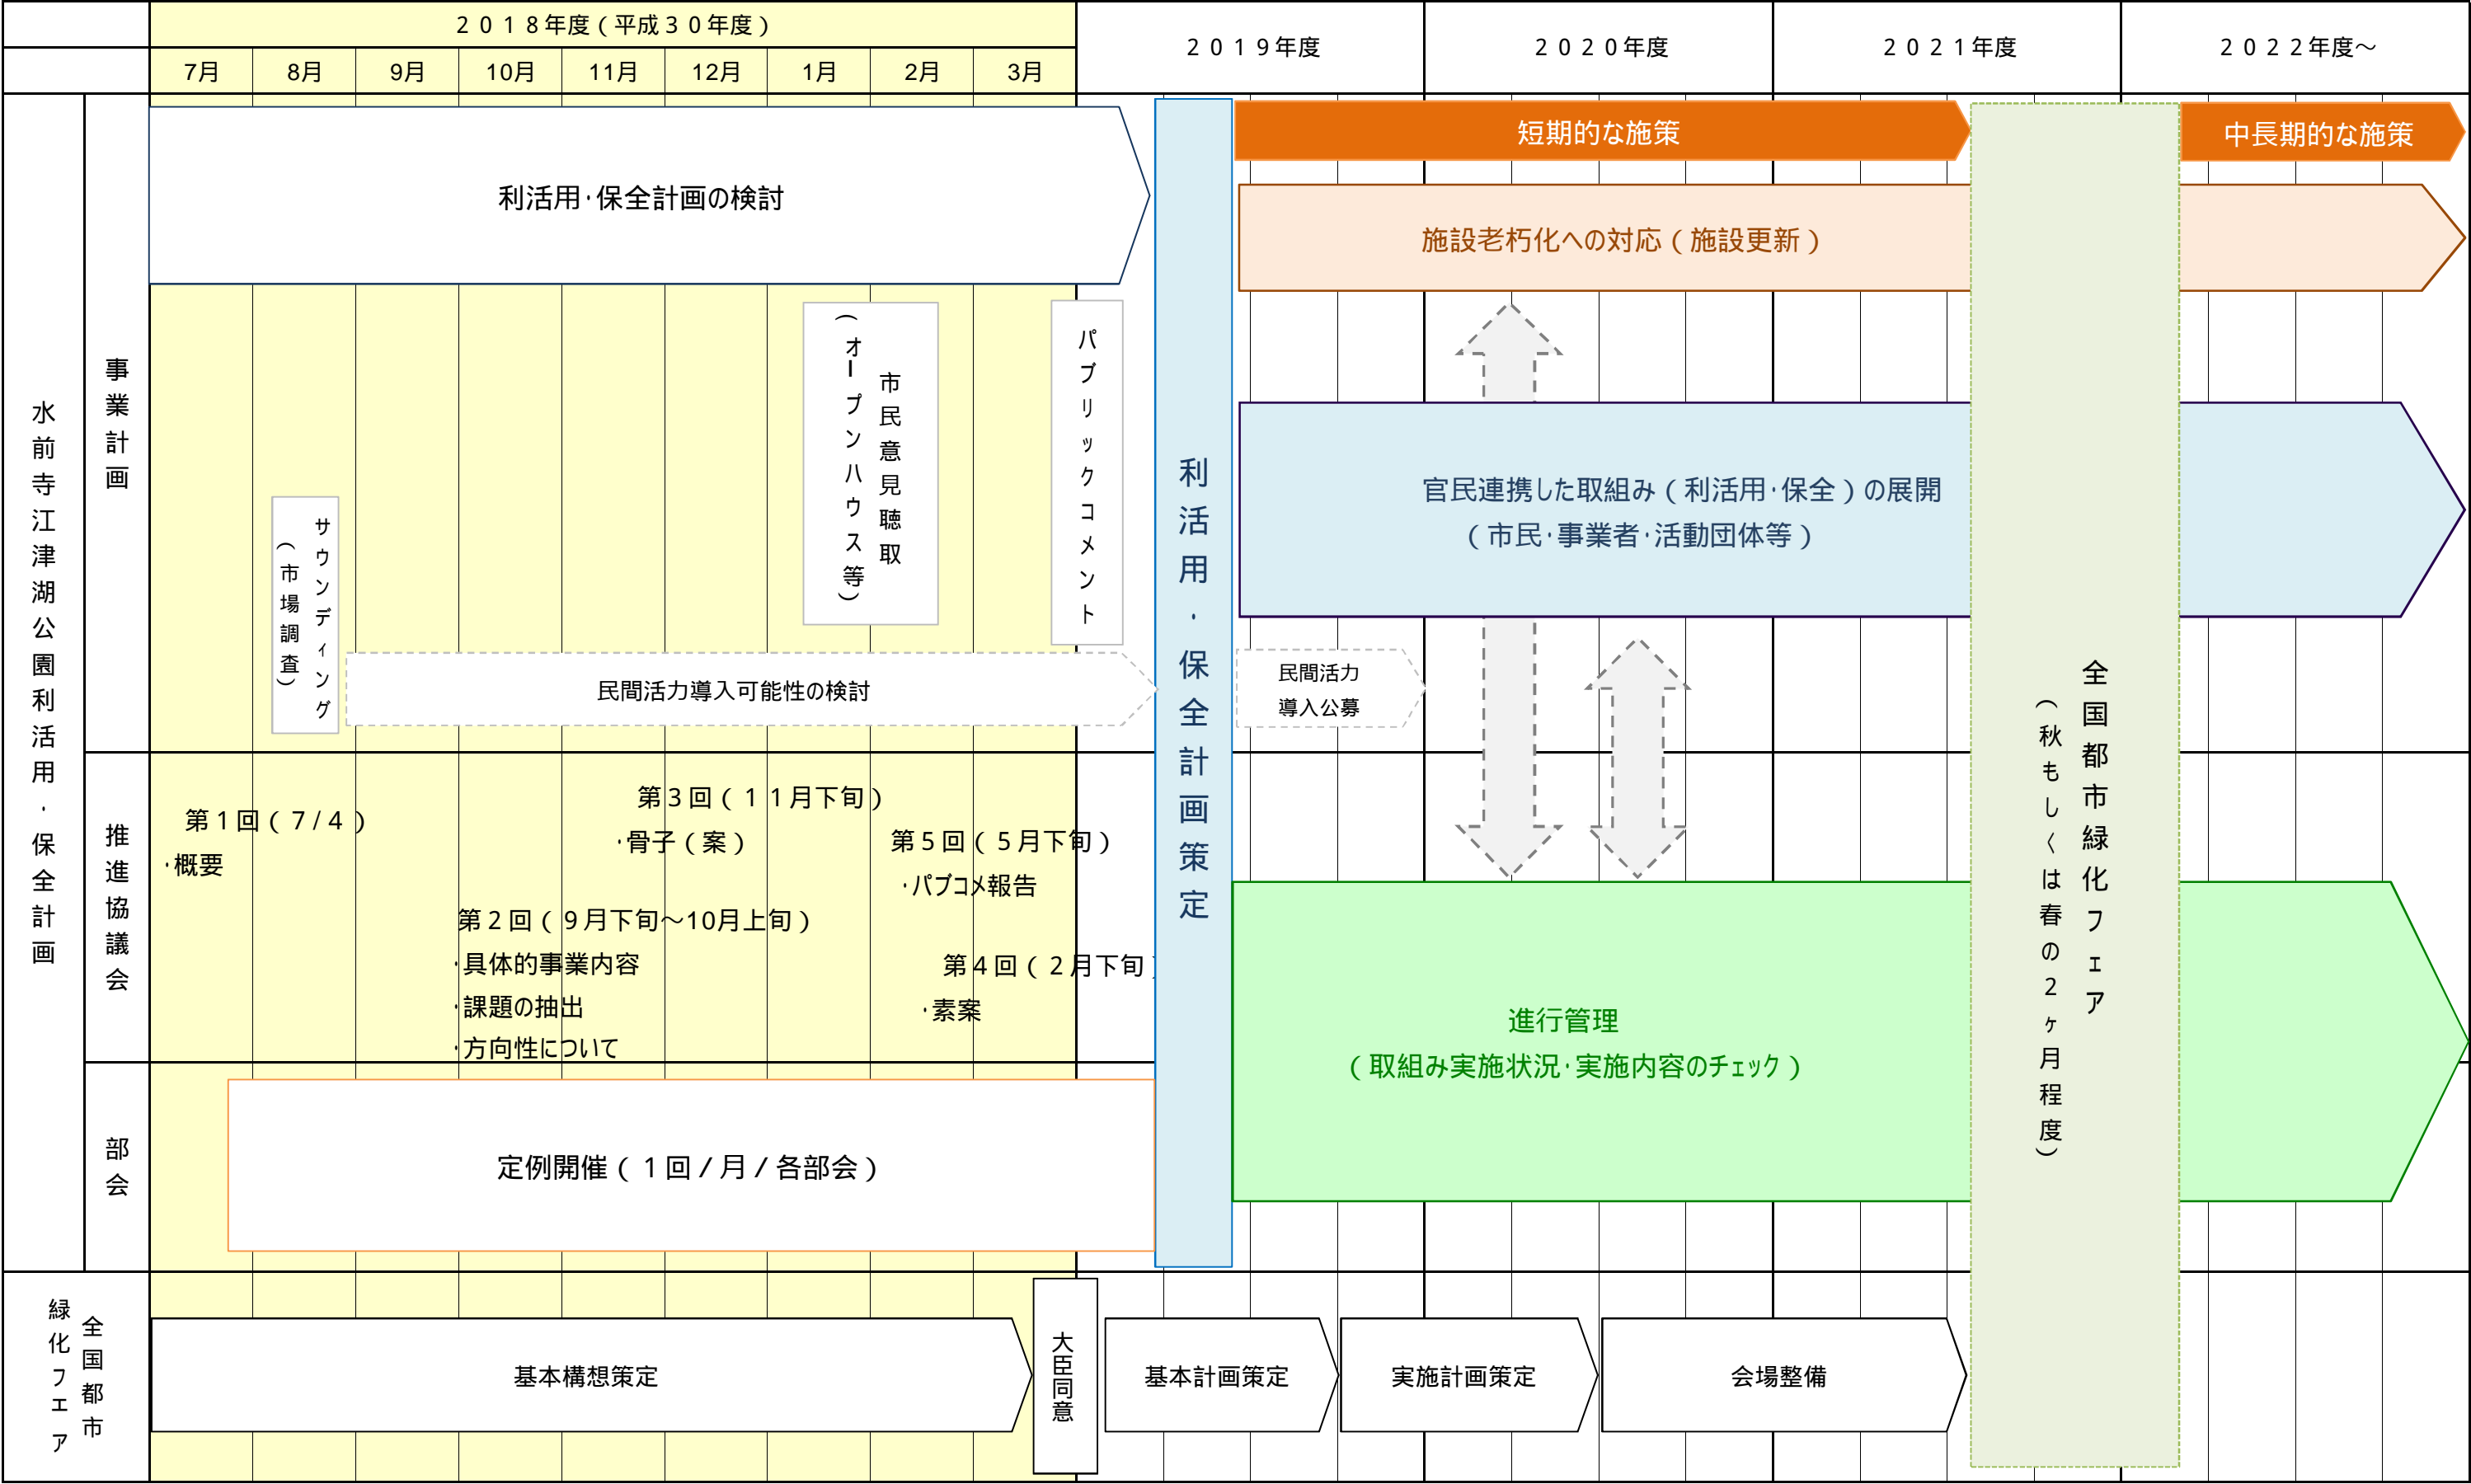 ２０１８年度（平成３０年度）
２０１９年度
２０２０年度
２０２１年度
２０２２年度～
7月
8月
9月
10月
11月
12月
1月
2月
3月
水前寺江津湖公園利活用・保全計画
事業計画
利活用・保全計画の検討
サウンディング
（市場調査）
市民意見聴取
（オープンハウス等）
パブリックコメント
民間活力導入可能性の検討
利活用・保全計画策定
短期的な施策
中長期的な施策
施設老朽化への対応（施設更新）
官民連携した取組み（利活用・保全）の展開
（市民・事業者・活動団体等）
民間活力
導入公募
全国都市緑化フェア
（秋もしくは春の2ヶ月程度）
推進協議会
第１回（７/４）
・概要
第２回（９月下旬～10月上旬）
・具体的事業内容
・課題の抽出
・方向性について
第３回（１１月下旬）
・骨子（案）
第５回（５月下旬）
・パブコメ報告
第４回（２月下旬）
・素案
進行管理
（取組み実施状況・実施内容のチェック）
部会
定例開催（１回／月／各部会）
全国都市
緑化フェア
基本構想策定
大臣同意
基本計画策定
実施計画策定
会場整備